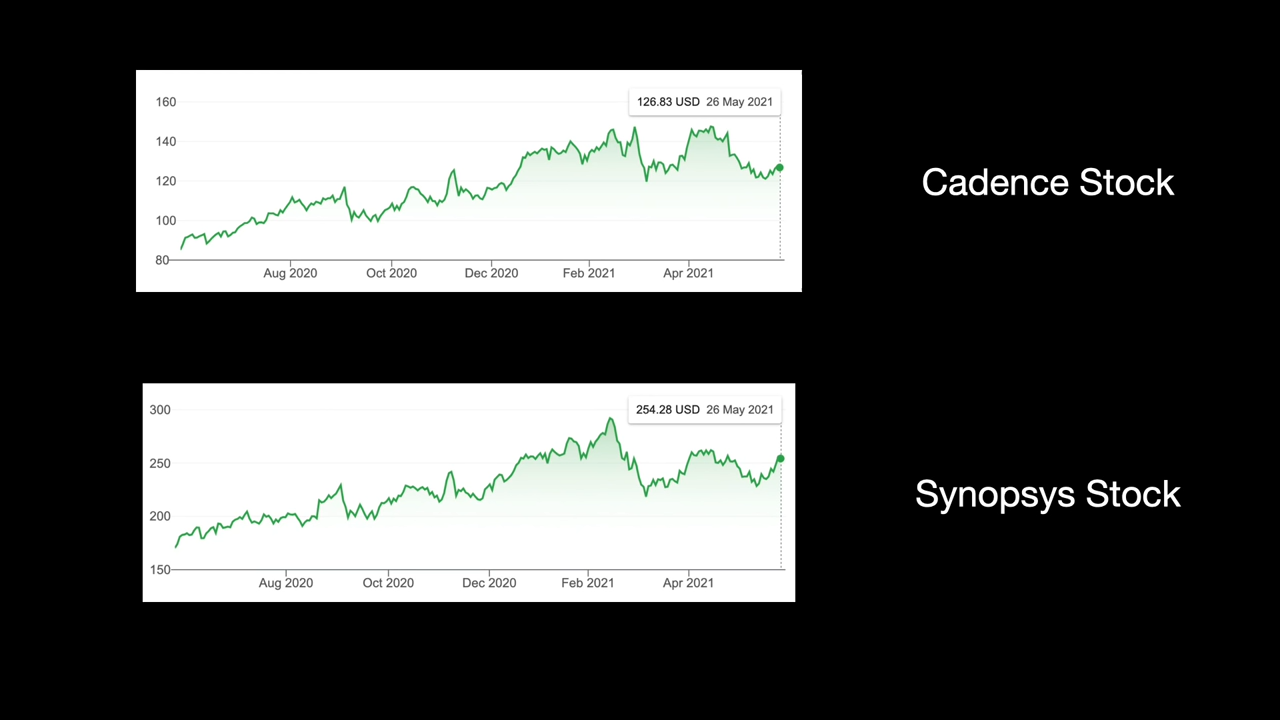 160
126.83 USD 26 May 2021
140
120
100
80
Aug 2020 Oct 2020 Dec 2020 Feb 2021 Apr 2021
Cadence Stock
300
254.28 USD 26 May 2021
250
200
150
Aug 2020 Oct 2020 Dec 2020 Feb 2021 Apr 2021
Synopsys Stock